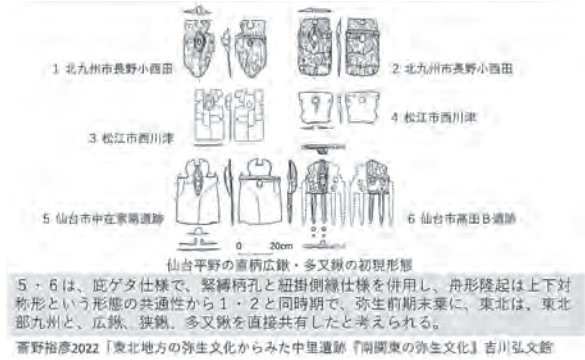 1 北九州市長野小西田
2 北九州市長野小西田
3 松江市西川津
4 松江市西川津
5 仙台市中在家南遺跡
6 仙台市高田B遺跡
0 20cm
仙台平野の直柄広鍬・多又鍬の初現形態
5・6は、庇ゲタ仕様で、緊縛柄孔と紐掛側縁仕様を併用し、舟形隆起は上下対
称形という形態の共通性から1・2と同時期で、弥生前期末葉に、東北は、東北
部九州と、広鍬、狭鍬、多又鍬を直接共有したと考えられる。
斎野裕彦2022「東北地方の弥生文化からみた中里遺跡『南関東の弥生文化』吉川弘文館